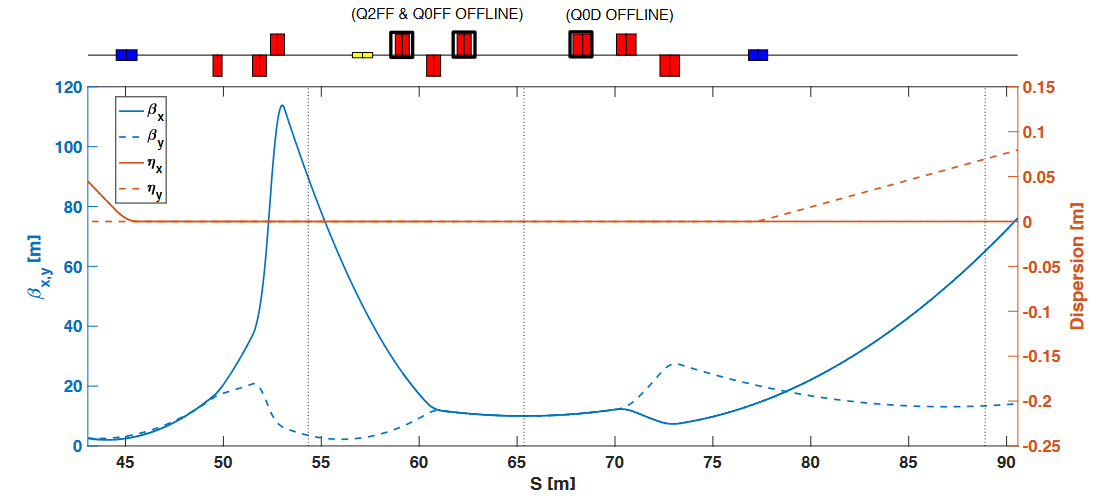 (Q2FF & Q0FF OFFLINE) (Q0D OFFLINE)
120 0.15
βx
βy
ηx
ηy
100 0.1
80 0.05
0
60 -0.05
40 -0.1
-0.15
20 -0.2
0 -0.25
βx,y [m]
Dispersion [m]
45 50 55 60 65 70 75 80 85 90
S [m]